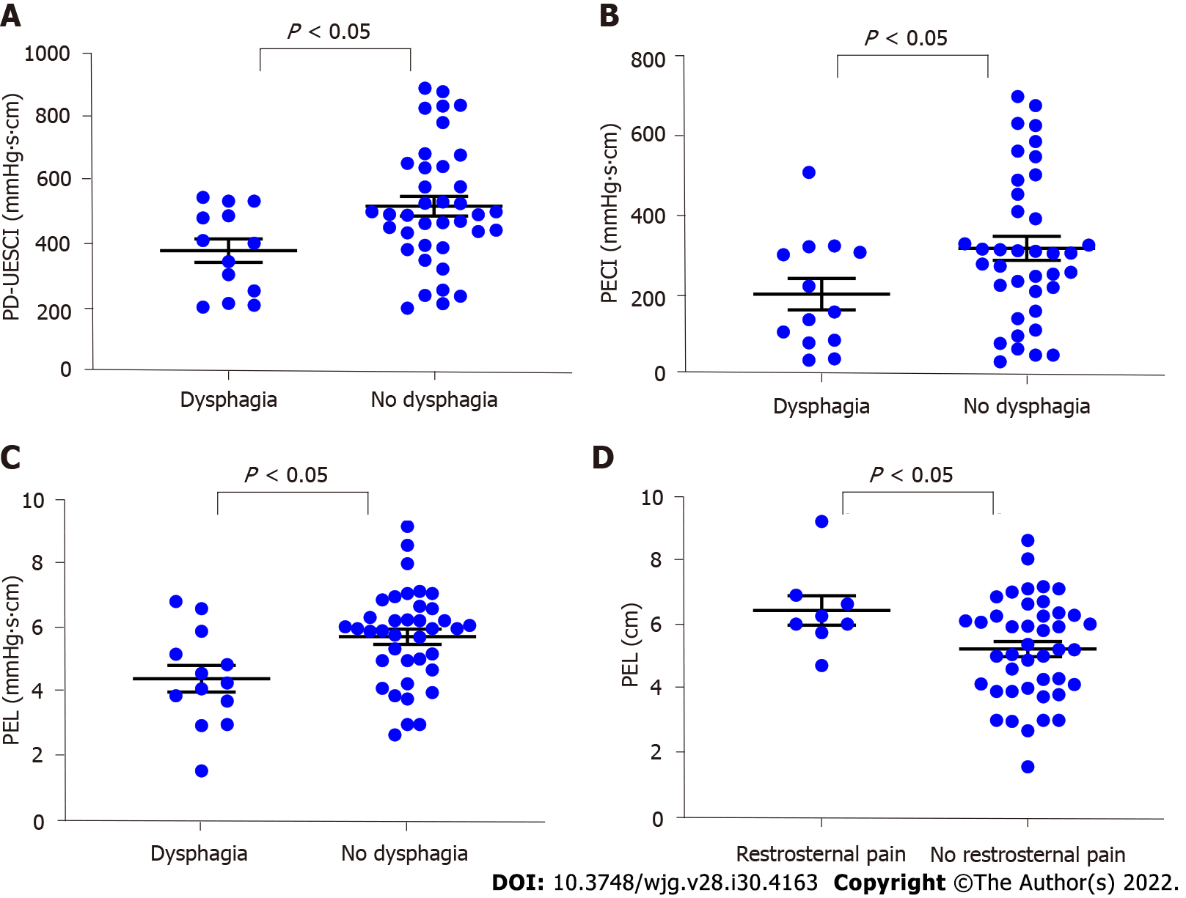 A
P < 0.05
PD-UESCI (mmHg·s·cm)
1000
800
600
400
200
0
Dysphagia
No dysphagia
B
P < 0.05
PECI (mmHg·s·cm)
800
600
400
200
0
Dysphagia
No dysphagia
C
P < 0.05
PEL (mmHg·s·cm)
10
8
6
4
2
0
Dysphagia
No dysphagia
D
P < 0.05
PEL (cm)
10
8
6
4
2
0
Restrosternal pain
No restrosternal pain
DOI: 10.3748/wjg.v28.i30.4163 Copyright ©The Author(s) 2022.